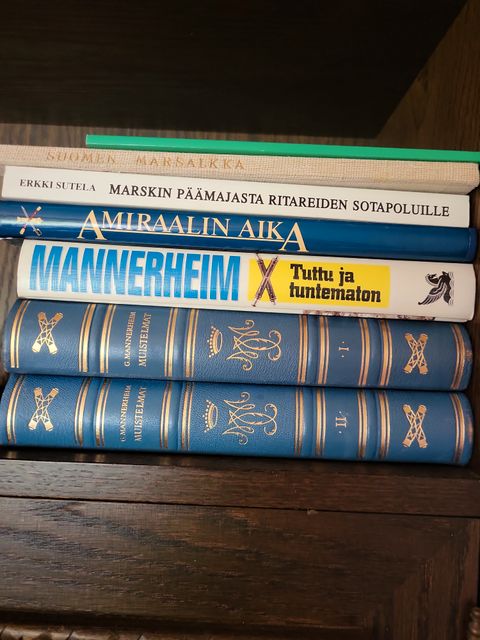 SUOMEN MARSALKKA
ERKKI SUTELA MARSKIN PÄÄMAJASTA RITAREIDEN SOTAPOLUILLE
AMIRAALIN AIKA
MANNERHEIM
Tuttu ja
tuntematon
G. MANNERHEIM
MUISTELMAT
· I ·
G. MANNERHEIM
MUISTELMAT
· II ·